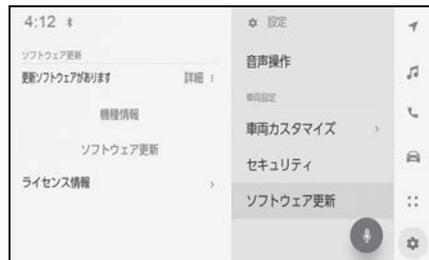 4:12
ソフトウェア更新
更新ソフトウェアがあります 詳細
機種情報
ソフトウェア更新
ライセンス情報
設定
音声操作
車両設定
車両カスタマイズ
セキュリティ
ソフトウェア更新